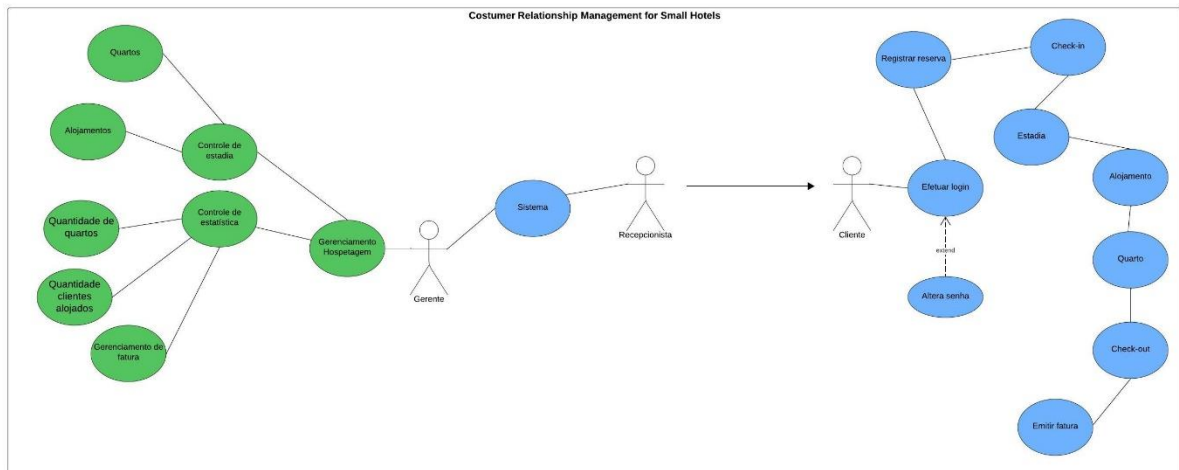 Costumer Relationship Management for Small Hotels
Quartos
Alojamentos
Controle de
estadia
Quantidade de
quartos
Controle de
estatística
Quantidade
clientes
alojados
Gerenciamento de
fatura
Gerenciamento
Hospetagem
Gerente
Sistema
Recepcionista
Cliente
Registrar reserva
Check-in
Estadia
Efetuar login
Alojamento
extend
Quarto
Altera senha
Check-out
Emitir fatura